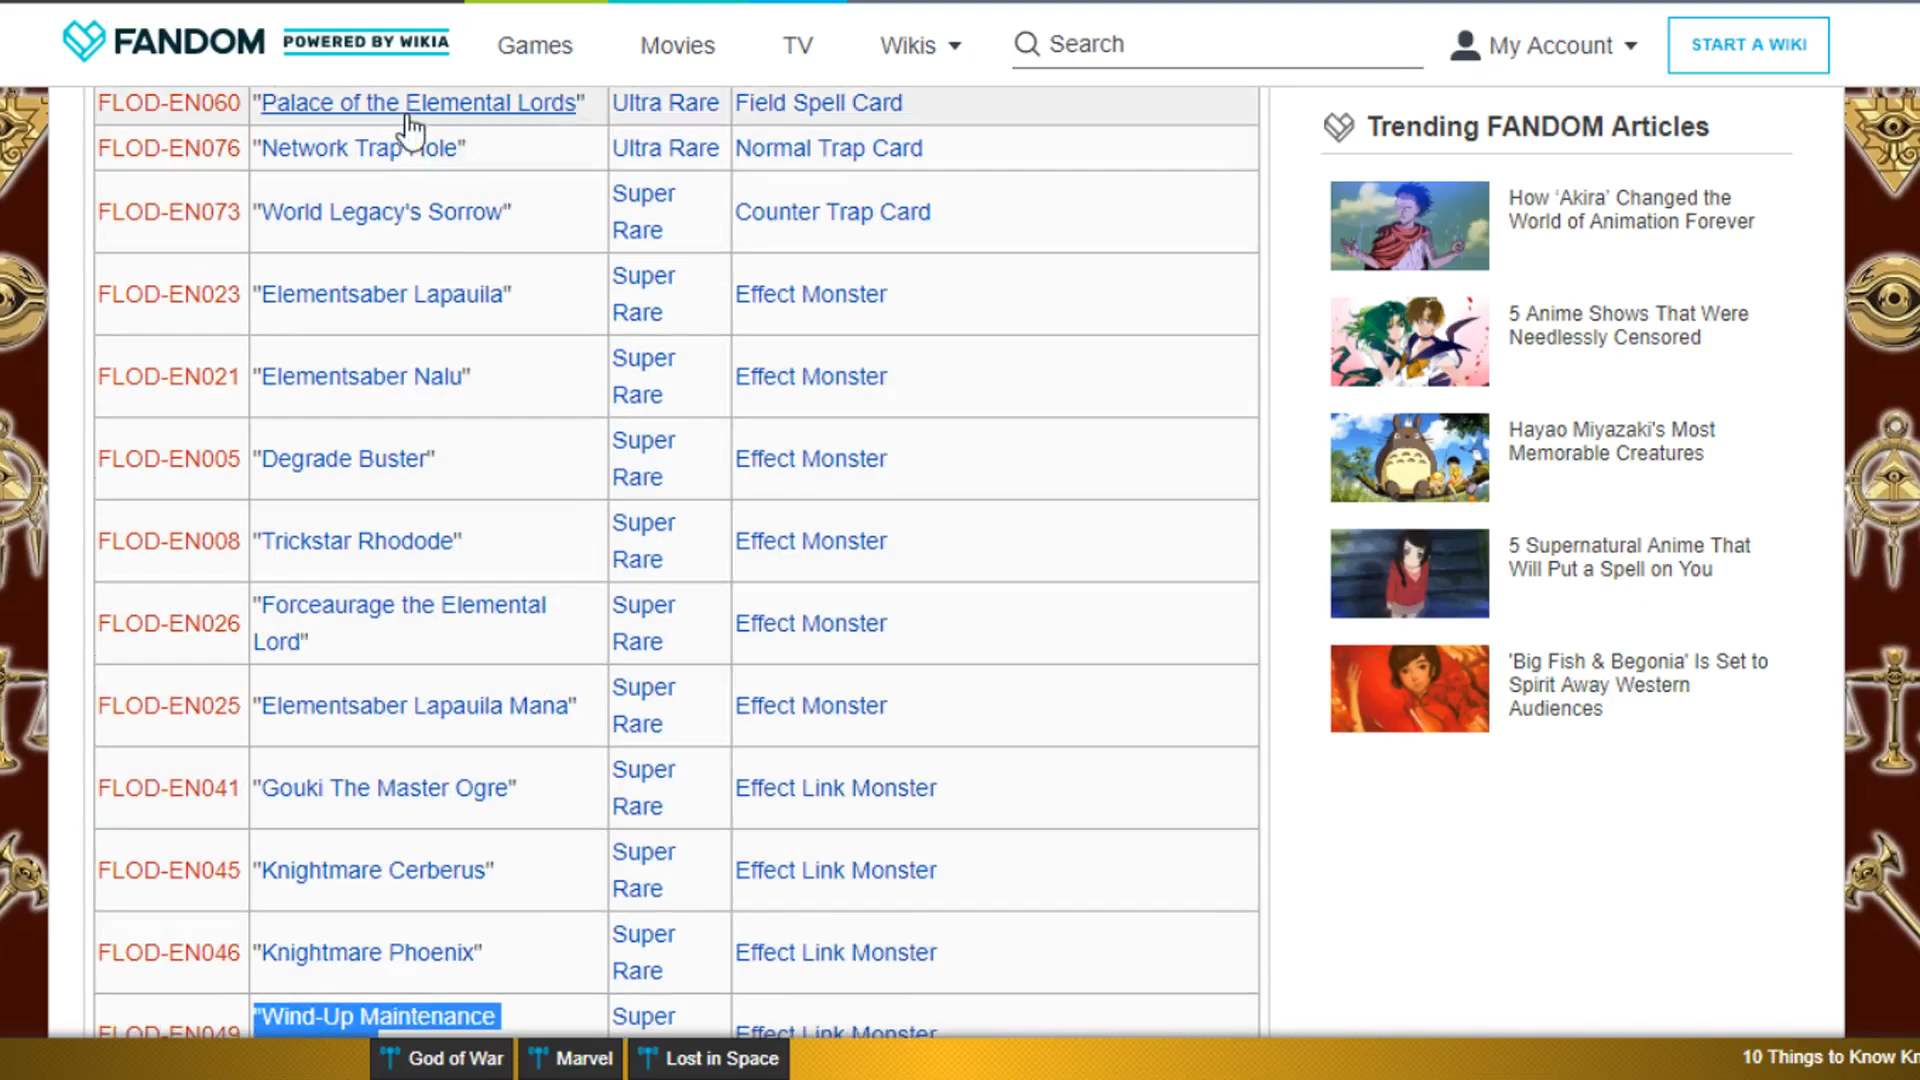 FANDOM POWERED BY WIKIA Games Movies TV Wikis Search My Account START A WIKI
FLOD-EN060 "Palace of the Elemental Lords" Ultra Rare Field Spell Card
FLOD-EN076 "Network Trap Hole" Ultra Rare Normal Trap Card
FLOD-EN073 "World Legacy's Sorrow" Super Rare Counter Trap Card
FLOD-EN023 "Elementsaber Lapauila" Super Rare Effect Monster
FLOD-EN021 "Elementsaber Nalu" Super Rare Effect Monster
FLOD-EN005 "Degrade Buster" Super Rare Effect Monster
FLOD-EN008 "Trickstar Rhodode" Super Rare Effect Monster
FLOD-EN026 "Forceaurage the Elemental Lord" Super Rare Effect Monster
FLOD-EN025 "Elementsaber Lapauila Mana" Super Rare Effect Monster
FLOD-EN041 "Gouki The Master Ogre" Super Rare Effect Link Monster
FLOD-EN045 "Knightmare Cerberus" Super Rare Effect Link Monster
FLOD-EN046 "Knightmare Phoenix" Super Rare Effect Link Monster
FLOD-EN049 "Wind-Up Maintenance Super Effect Link Monster
Trending FANDOM Articles
How ‘Akira’ Changed the
World of Animation Forever
5 Anime Shows That Were
Needlessly Censored
Hayao Miyazaki's Most
Memorable Creatures
5 Supernatural Anime That
Will Put a Spell on You
'Big Fish & Begonia' Is Set to
Spirit Away Western
Audiences
God of War Marvel Lost in Space 10 Things to Know Kn